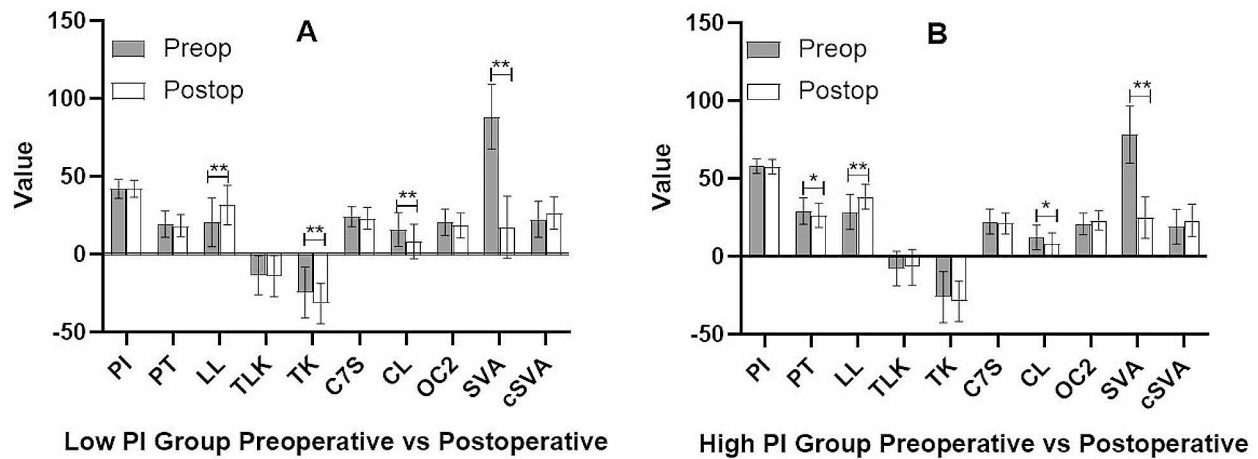 A
Preop
Postop
Value
150
100
50
0
-50
**
**
**
**
PI
PT
LL
TLK
TK
C7S
CL
OC2
SVA
cSVA
Low PI Group Preoperative vs Postoperative
B
Preop
Postop
Value
150
100
50
0
-50
*
**
*
**
PI
PT
LL
TLK
TK
C7S
CL
OC2
SVA
cSVA
High PI Group Preoperative vs Postoperative